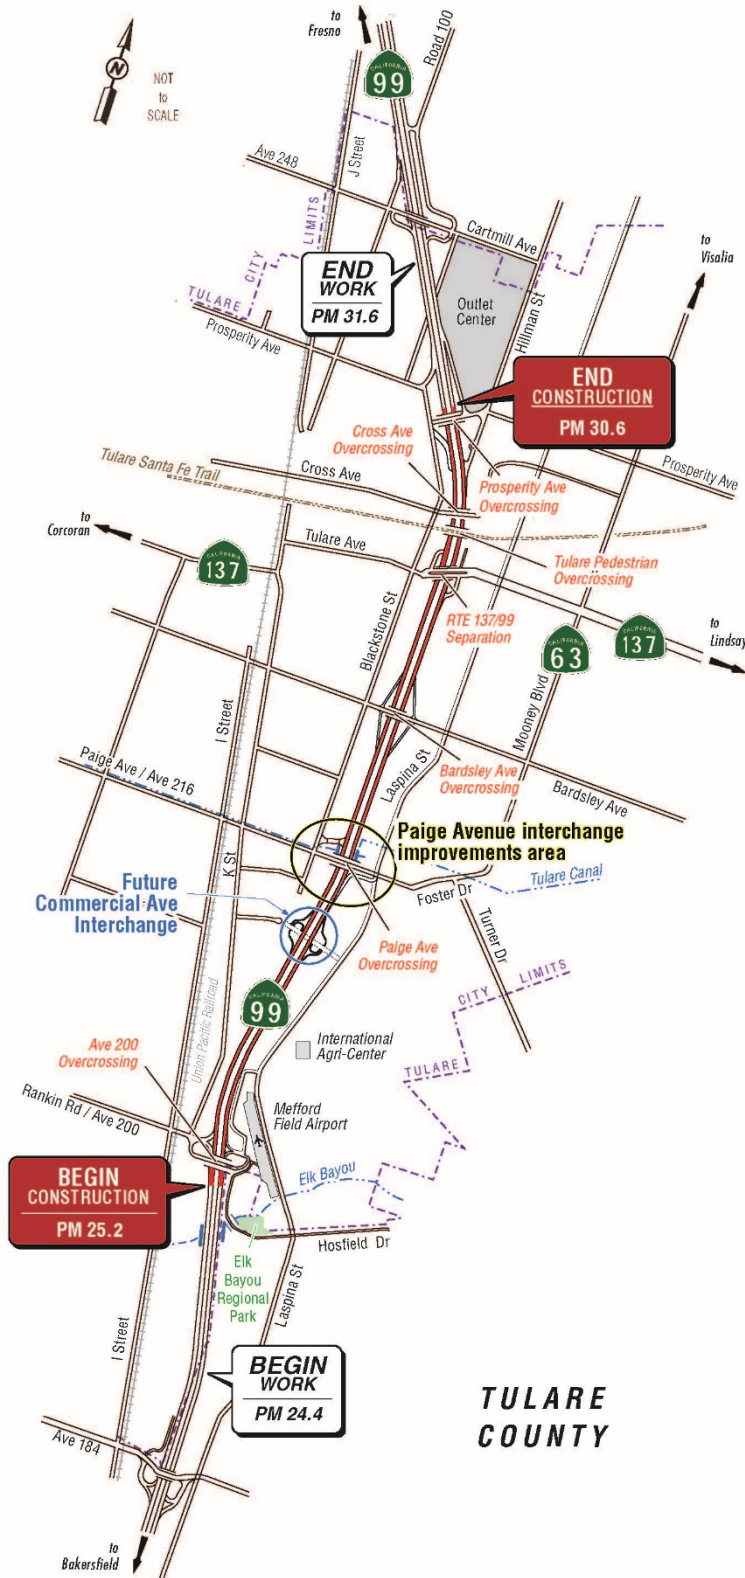 to
Fresno
Road 100
CALIFORNIA
99
N
NOT
to
SCALE
J Street
Ave 248
TULARE CITY LIMITS
Cartmill Ave
to
Visalia
END
WORK
PM 31.6
Outlet
Center
Hillman St
Prosperity Ave
END
CONSTRUCTION
PM 30.6
Cross Ave
Overcrossing
Tulare Santa Fe Trail
Cross Ave
Prosperity Ave
Overcrossing
Prosperity Ave
to
Corcoran
CALIFORNIA
137
Tulare Ave
Tulare Pedestrian
Overcrossing
Blackstone St
RTE 137/99
Separation
CALIFORNIA
63
CALIFORNIA
137
to
Lindsay
I Street
Mooney Blvd
Paige Ave / Ave 216
Laspina St
Bardsley Ave
Overcrossing
Bardsley Ave
Paige Avenue interchange
improvements area
K St
Future
Commercial Ave
Interchange
Foster Dr
Tulare Canal
Turner Dr
Paige Ave
Overcrossing
CALIFORNIA
99
Union Pacific Railroad
TULARE CITY LIMITS
International
Agri-Center
Ave 200
Overcrossing
Rankin Rd / Ave 200
Mefford
Field Airport
BEGIN
CONSTRUCTION
PM 25.2
Elk Bayou
Hosfield Dr
Elk
Bayou
Regional
Park
Laspina St
I Street
BEGIN
WORK
PM 24.4
TULARE
COUNTY
Ave 184
to
Bakersfield